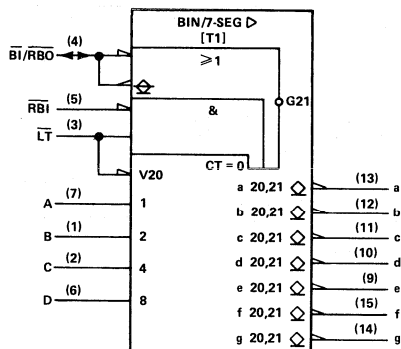 BIN/7-SEG ▷
[T1]
BI/RBO (4)
≥1
G21
RBI (5)
&
LT (3)
CT = 0
V20
A (7) 1
B (1) 2
C (2) 4
D (6) 8
a 20,21 (13) a
b 20,21 (12) b
c 20,21 (11) c
d 20,21 (10) d
e 20,21 (9) e
f 20,21 (15) f
g 20,21 (14) g